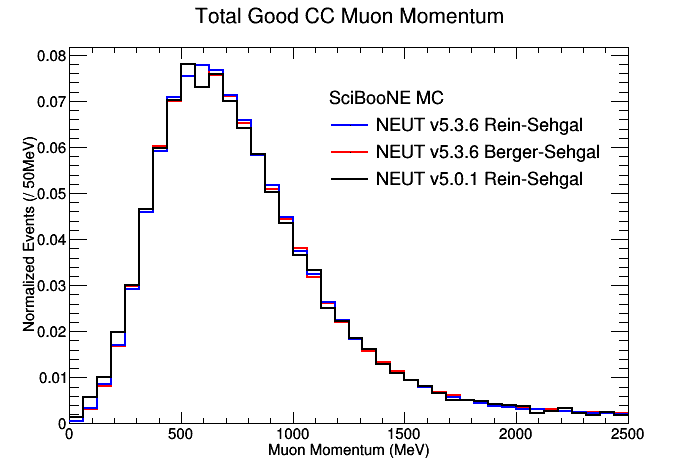 Total Good CC Muon Momentum
Normalized Events (/ 50MeV)
0.08
0.07
0.06
0.05
0.04
0.03
0.02
0.01
0
SciBooNE MC
NEUT v5.3.6 Rein-Sehgal
NEUT v5.3.6 Berger-Sehgal
NEUT v5.0.1 Rein-Sehgal
0 500 1000 1500 2000 2500
Muon Momentum (MeV)